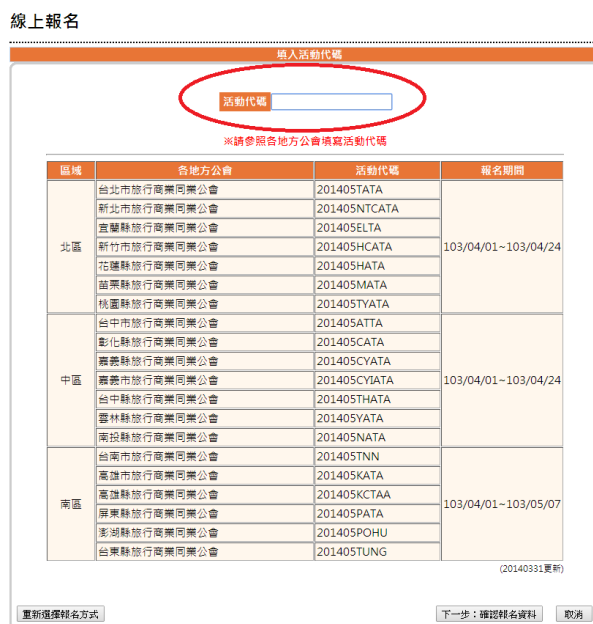 線上報名
填入活動代碼
活動代碼
※請參照各地方公會填寫活動代碼
區域 各地方公會 活動代碼 報名期間
北區 台北市旅行商業同業公會 201405TATA 103/04/01~103/04/24
新北市旅行商業同業公會 201405NTCATA
宜蘭縣旅行商業同業公會 201405ELTA
新竹市旅行商業同業公會 201405HCATA
花蓮縣旅行商業同業公會 201405HATA
苗栗縣旅行商業同業公會 201405MATA
桃園縣旅行商業同業公會 201405TYATA
中區 台中市旅行商業同業公會 201405ATTA 103/04/01~103/04/24
彰化縣旅行商業同業公會 201405CATA
嘉義縣旅行商業同業公會 201405CYATA
嘉義市旅行商業同業公會 201405CYIATA
台中縣旅行商業同業公會 201405THATA
雲林縣旅行商業同業公會 201405YATA
南投縣旅行商業同業公會 201405NATA
南區 台南市旅行商業同業公會 201405TNN 103/04/01~103/05/07
高雄市旅行商業同業公會 201405KATA
高雄縣旅行商業同業公會 201405KCTAA
屏東縣旅行商業同業公會 201405PATA
澎湖縣旅行商業同業公會 201405POHU
台東縣旅行商業同業公會 201405TUNG
(20140331更新)
重新選擇報名方式 下一步：確認報名資料 取消